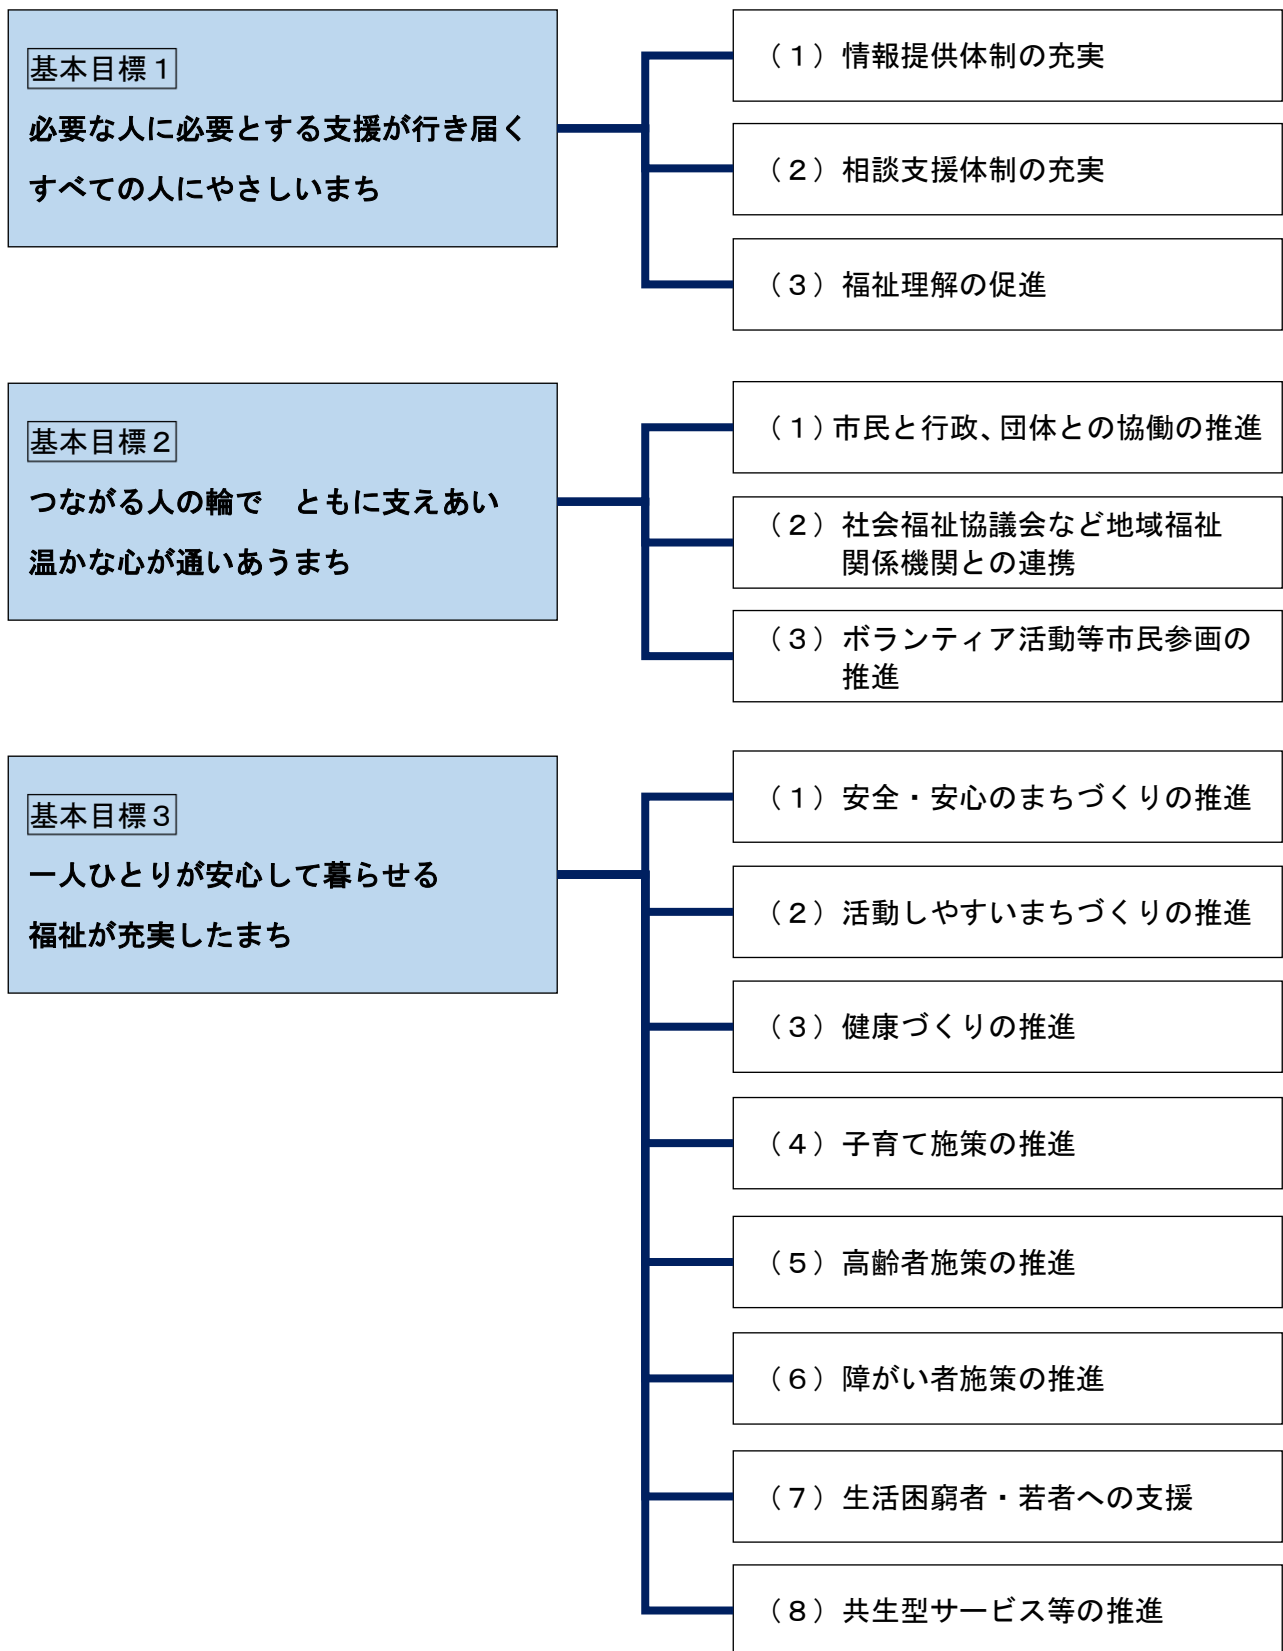 基本目標1
必要な人に必要とする支援が行き届く
すべての人にやさしいまち
（1）情報提供体制の充実
（2）相談支援体制の充実
（3）福祉理解の促進
基本目標2
つながる人の輪で　ともに支えあい
温かな心が通いあうまち
（1）市民と行政、団体との協働の推進
（2）社会福祉協議会など地域福祉
関係機関との連携
（3）ボランティア活動等市民参画の
推進
基本目標3
一人ひとりが安心して暮らせる
福祉が充実したまち
（1）安全・安心のまちづくりの推進
（2）活動しやすいまちづくりの推進
（3）健康づくりの推進
（4）子育て施策の推進
（5）高齢者施策の推進
（6）障がい者施策の推進
（7）生活困窮者・若者への支援
（8）共生型サービス等の推進